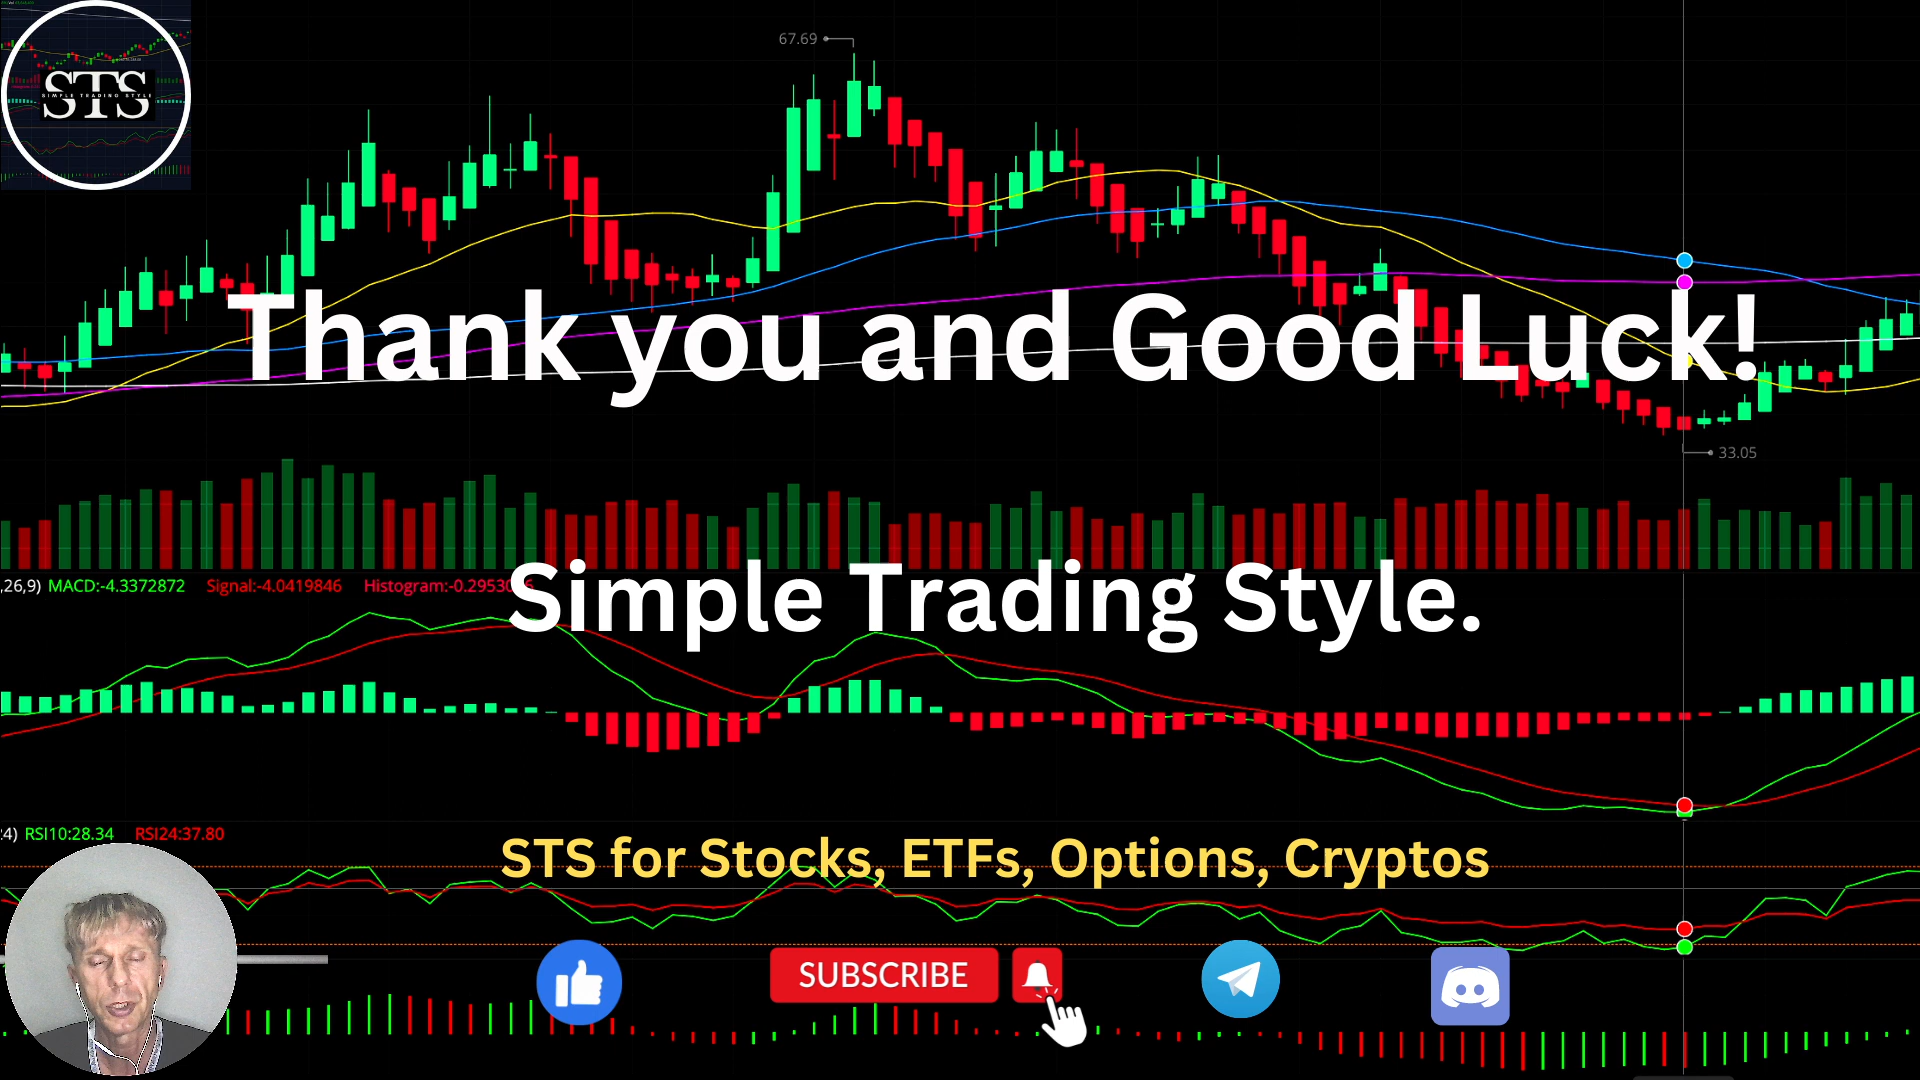 STS
SIMPLE TRADING STYLE
67.69
Thank you and Good Luck!
33.05
Simple Trading Style.
,26,9) MACD:-4.3372872 Signal:-4.0419846 Histogram:-0.2953
4) RSI10:28.34 RSI24:37.80
STS for Stocks, ETFs, Options, Cryptos
SUBSCRIBE